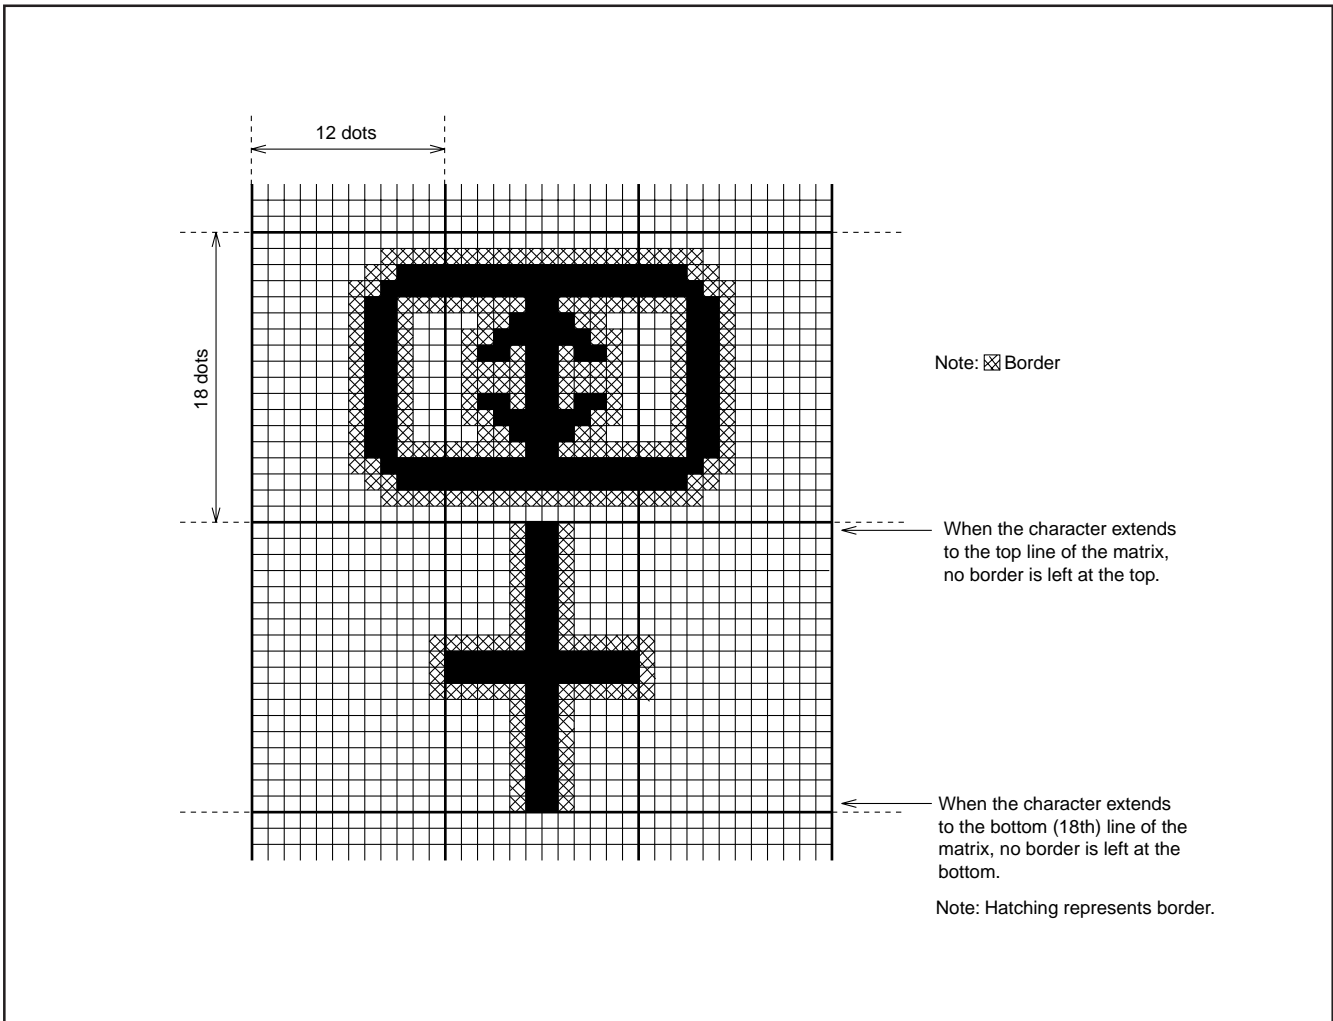 12 dots
18 dots
Note: Border
When the character extends
to the top line of the matrix,
no border is left at the top.
When the character extends
to the bottom (18th) line of the
matrix, no border is left at the
bottom.
Note: Hatching represents border.